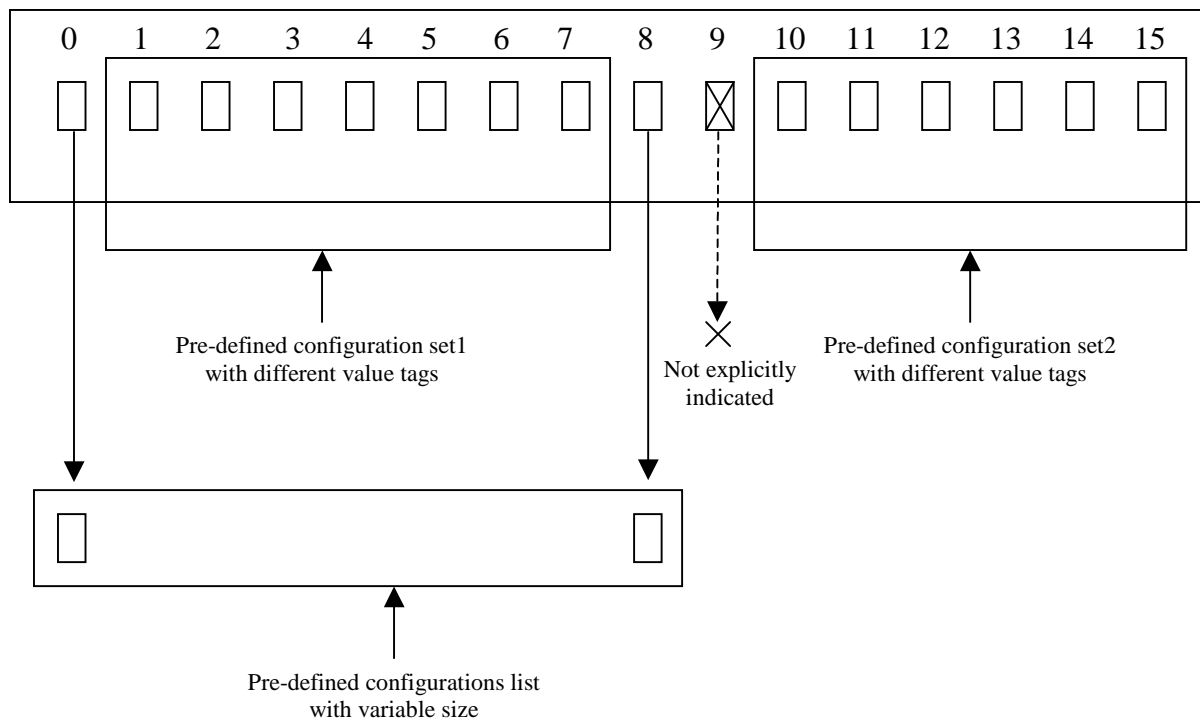 0 1 2 3 4 5 6 7 8 9 10 11 12 13 14 15
Pre-defined configuration set1
with different value tags
Not explicitly
indicated
Pre-defined configuration set2
with different value tags
Pre-defined configurations list
with variable size